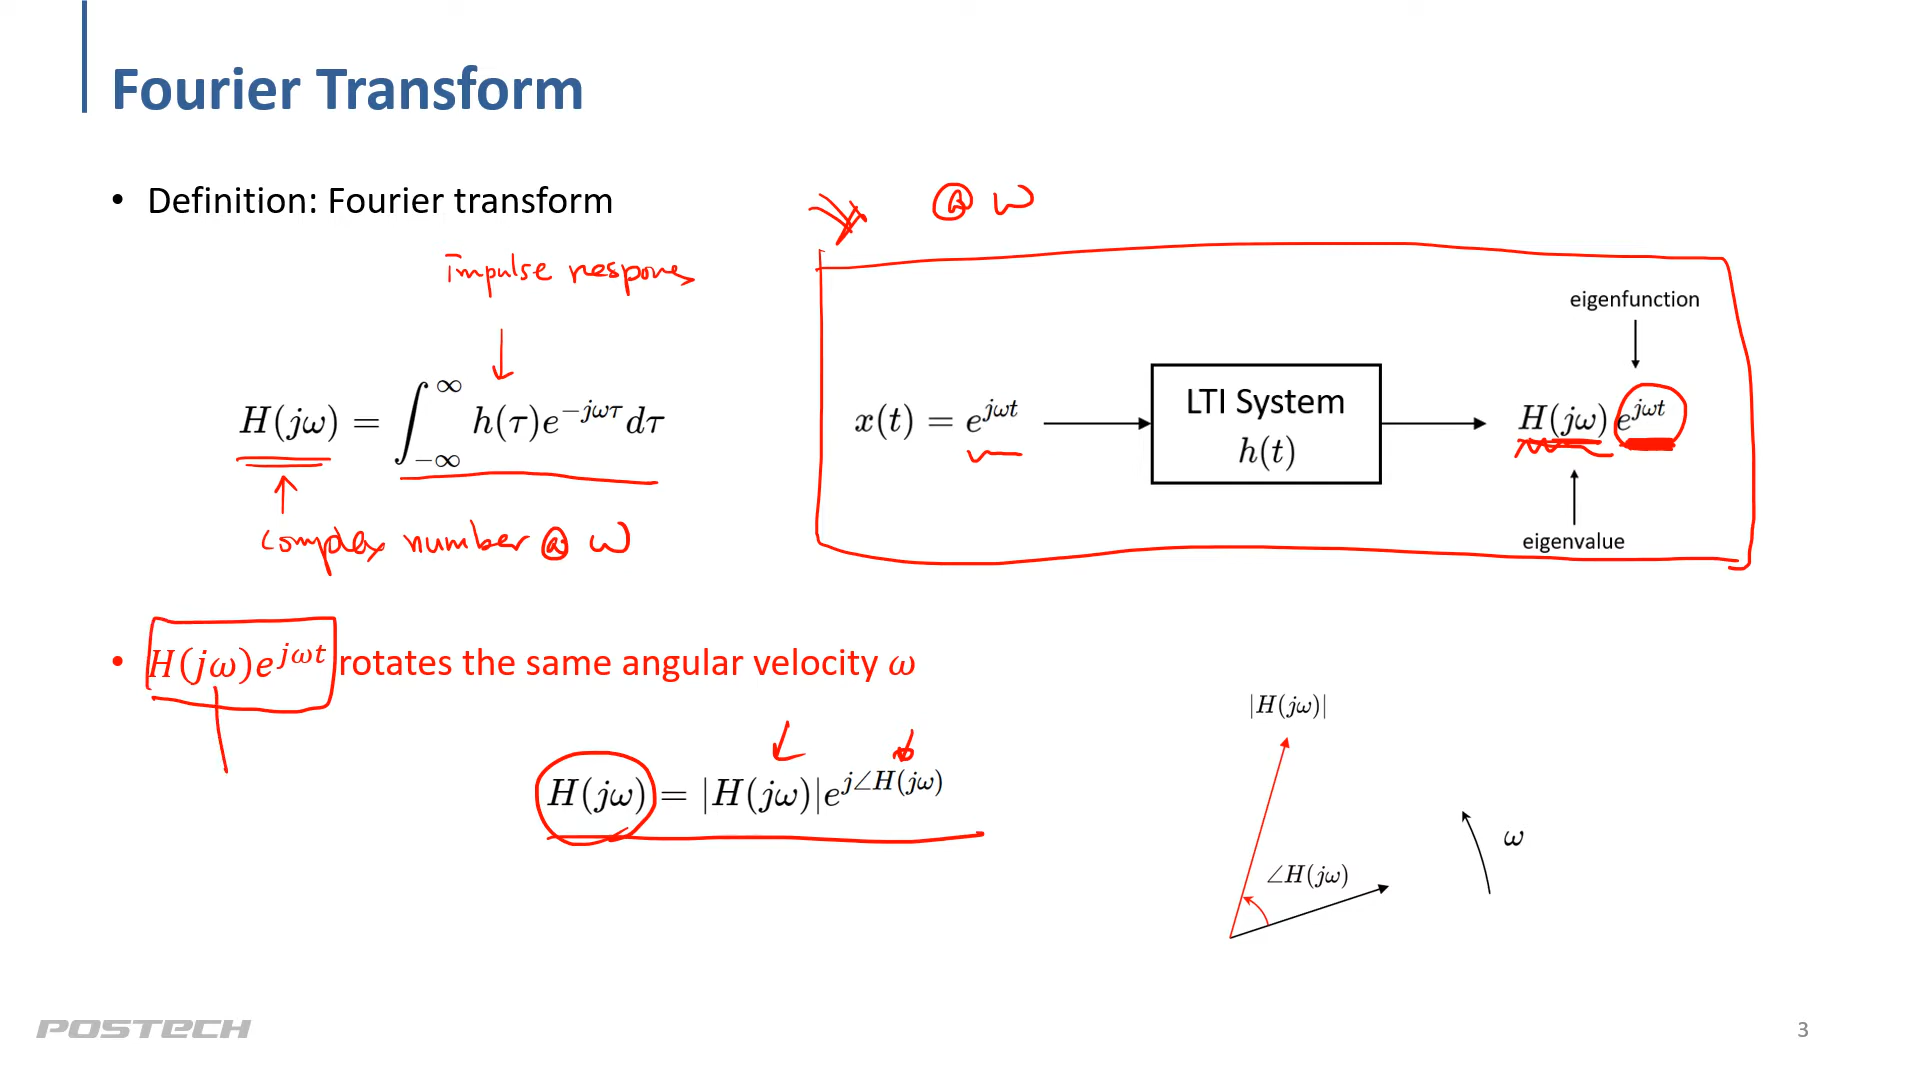 Fourier Transform
• Definition: Fourier transform
impulse respons
H(jω) = ∫_{-∞}^{∞} h(τ)e^{-jωτ}dτ
complex number @ ω
@ ω
x(t) = e^{jωt}
LTI System
h(t)
eigenfunction
H(jω) e^{jωt}
eigenvalue
• H(jω)e^{jωt} rotates the same angular velocity ω
H(jω) = |H(jω)|e^{j∠H(jω)}
|H(jω)|
∠H(jω)
ω
POSTECH
3